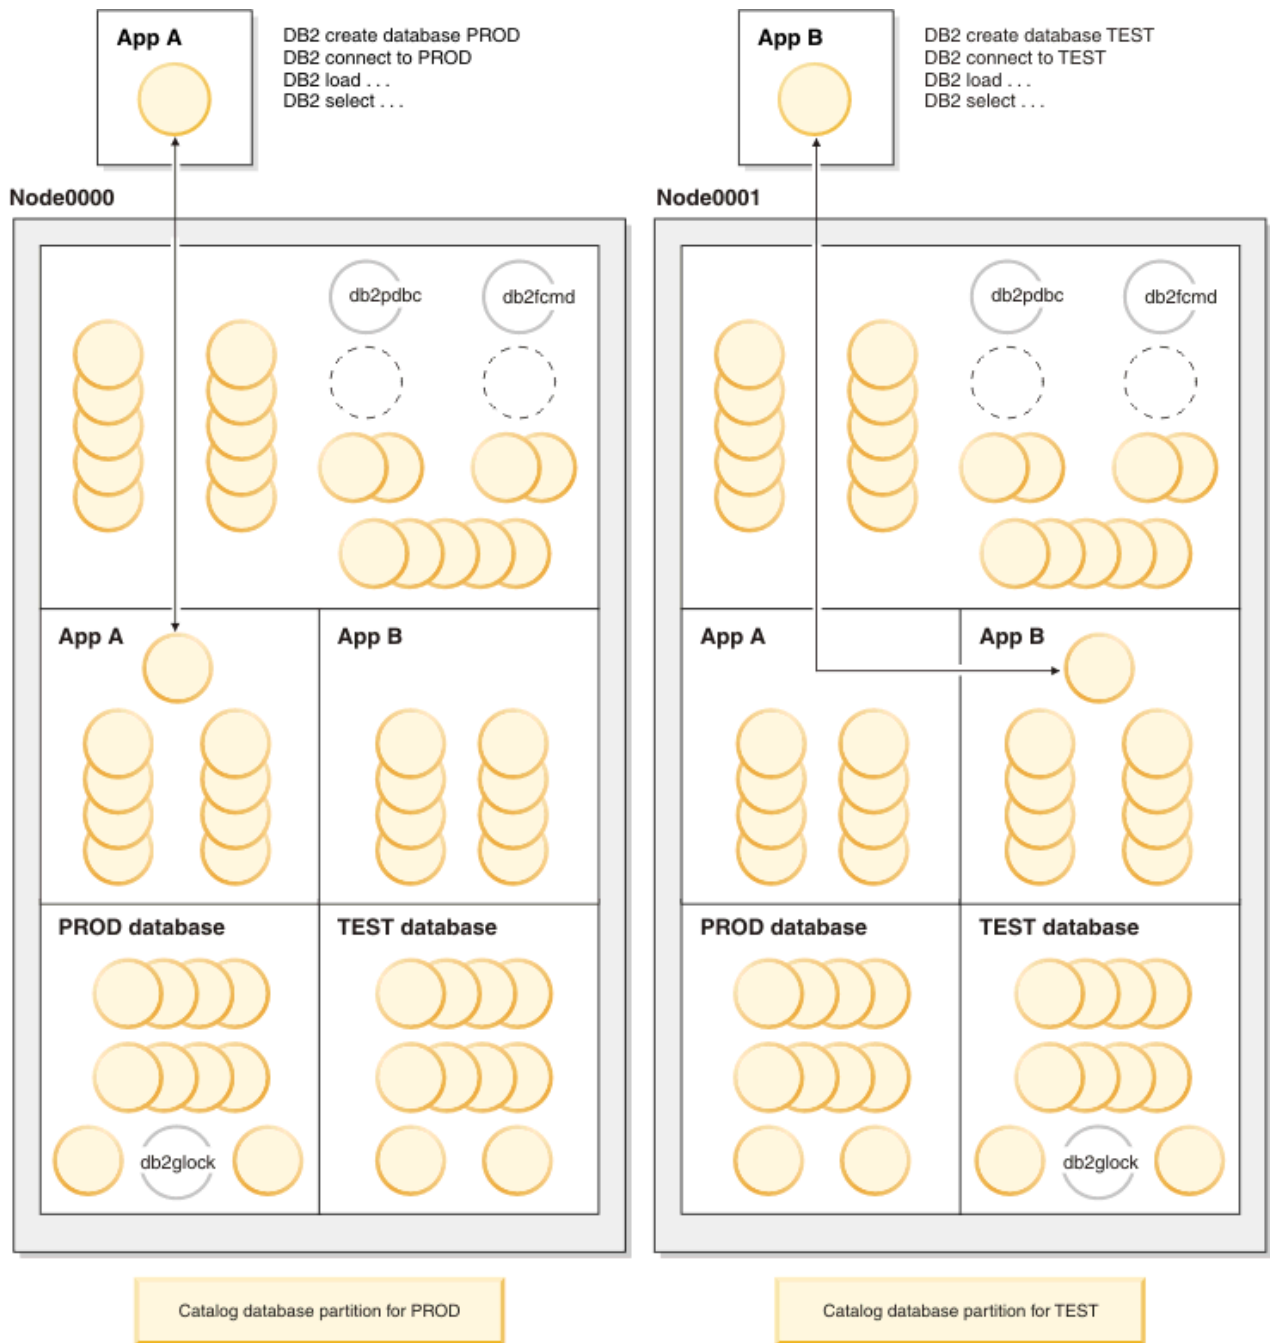 App A
DB2 create database PROD
DB2 connect to PROD
DB2 load . . .
DB2 select . . .
App B
DB2 create database TEST
DB2 connect to TEST
DB2 load . . .
DB2 select . . .
Node0000
db2pdbc
db2fcmd
App A
App B
PROD database
TEST database
db2glock
Catalog database partition for PROD
Node0001
db2pdbc
db2fcmd
App A
App B
PROD database
TEST database
db2glock
Catalog database partition for TEST